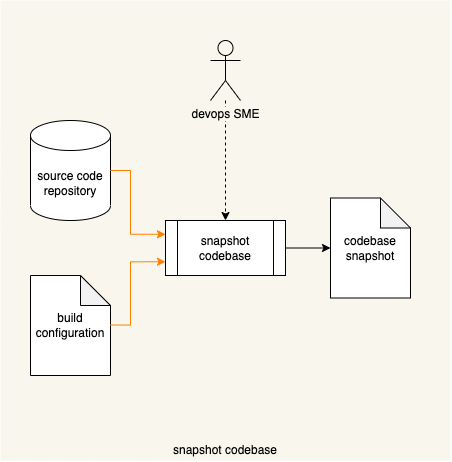 devops SME
source code
repository
snapshot
codebase
codebase
snapshot
build
configuration
snapshot codebase